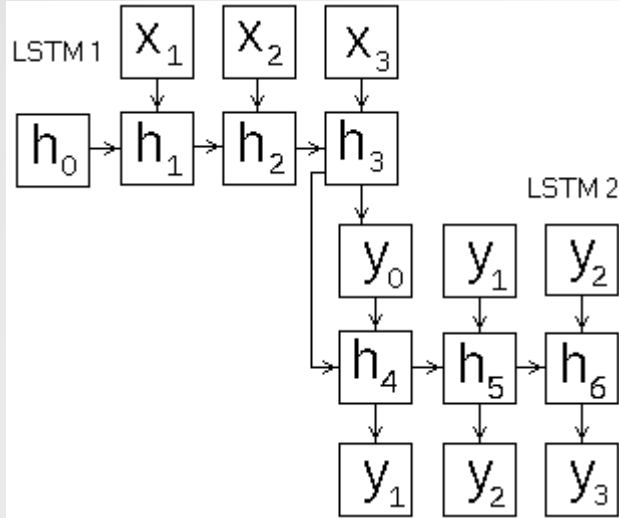 LSTM 1 x₁ x₂ x₃
h₀ h₁ h₂ h₃
LSTM 2
y₀ y₁ y₂
h₄ h₅ h₆
y₁ y₂ y₃